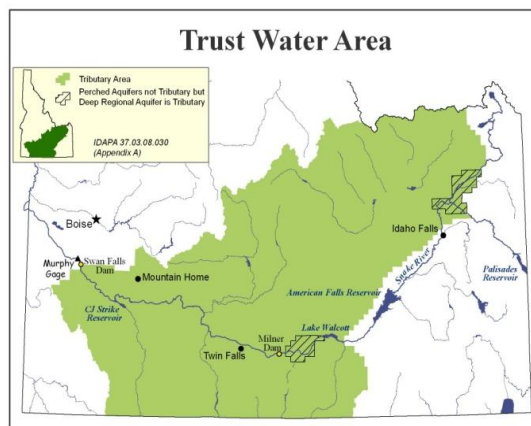 Trust Water Area
Tributary Area
Perched Aquifers not Tributary but
Deep Regional Aquifer is Tributary
IDAPA 37.03.08.030
(Appendix A)
Boise
Idaho Falls
Murphy
Gage
Swan Falls
Dam
Mountain Home
Snake River
Palisades
Reservoir
American Falls Reservoir
CJ Strike
Reservoir
Lake Walcott
Milner
Dam
Twin Falls